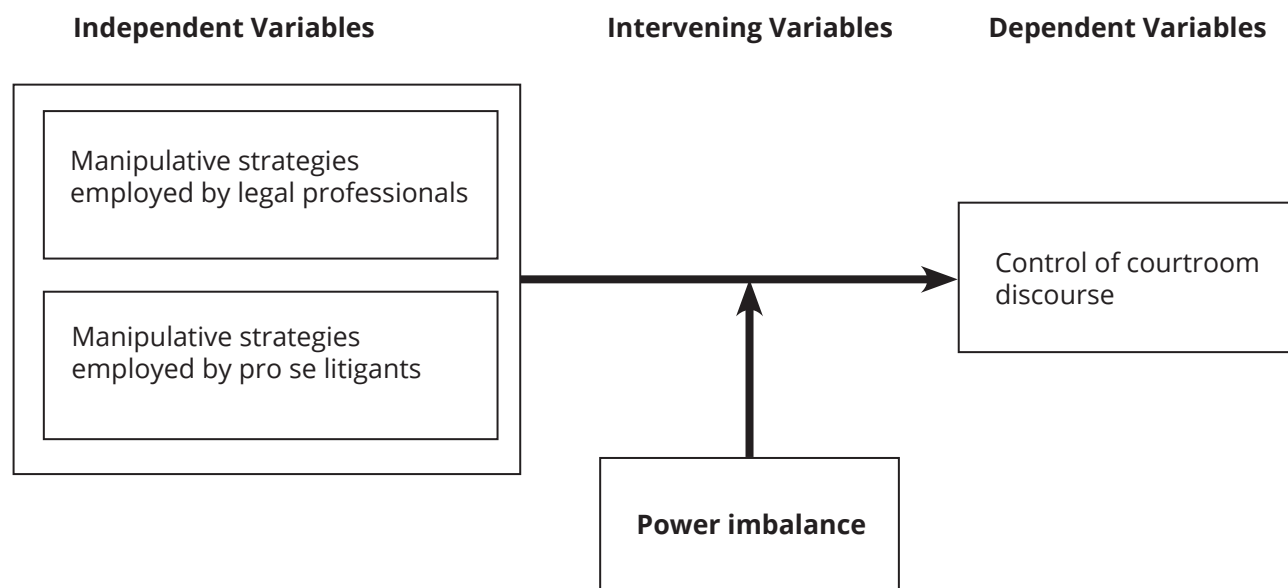 Independent Variables
Intervening Variables
Dependent Variables
Manipulative strategies
employed by legal professionals
Manipulative strategies
employed by pro se litigants
Control of courtroom
discourse
Power imbalance